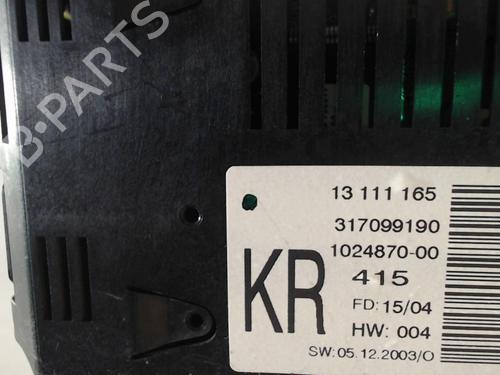 B-PARTS
13 111 165
317099190
1024870-00
KR
415
FD: 15/04
HW: 004
SW: 05.12.2003/O